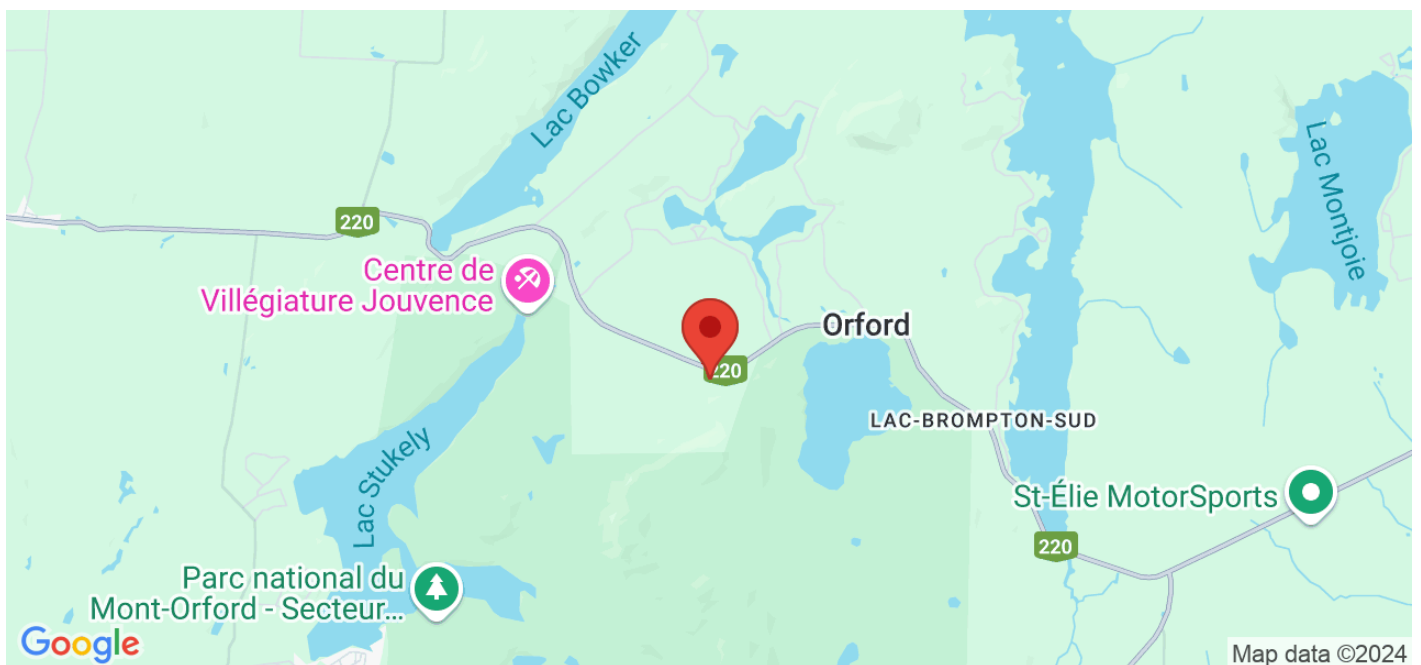 Lac Bowker
Lac Montjoie
220
Centre de
Villégiature Jouvence
Orford
220
LAC-BROMPTON-SUD
Lac Stukely
St-Élie MotorSports
220
Parc national du
Mont-Orford - Secteur...
Google
Map data ©2024